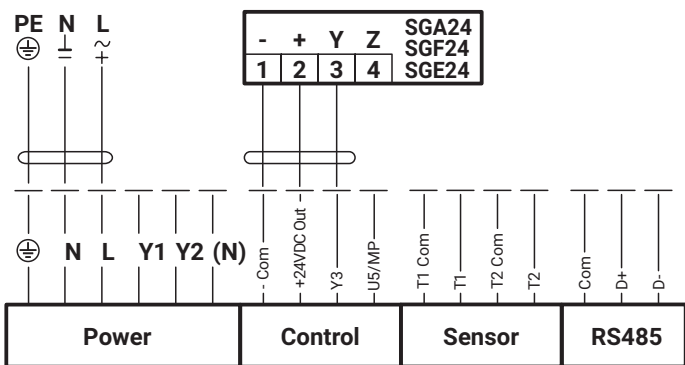 PE N L
- + Y Z
1 2 3 4
SGA24
SGF24
SGE24
N L Y1 Y2 (N)
- Com
+24VDC Out
Y3
U5/MP
T1 Com
T1
T2 Com
T2
Com
D+
D-
Power
Control
Sensor
RS485